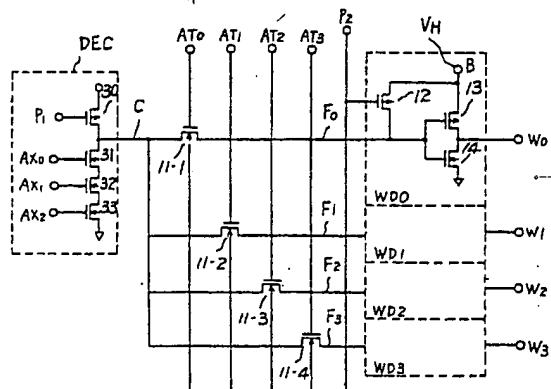 DEC
AT0 AT1 AT2 AT3 P2
VH
B
30
P1
C
F0
12
13
W0
11-1
14
AX0 31
AX1 32
AX2 33
WD0
11-2
F1
W1
WD1
11-3
F2
W2
WD2
11-4
F3
W3
WD3